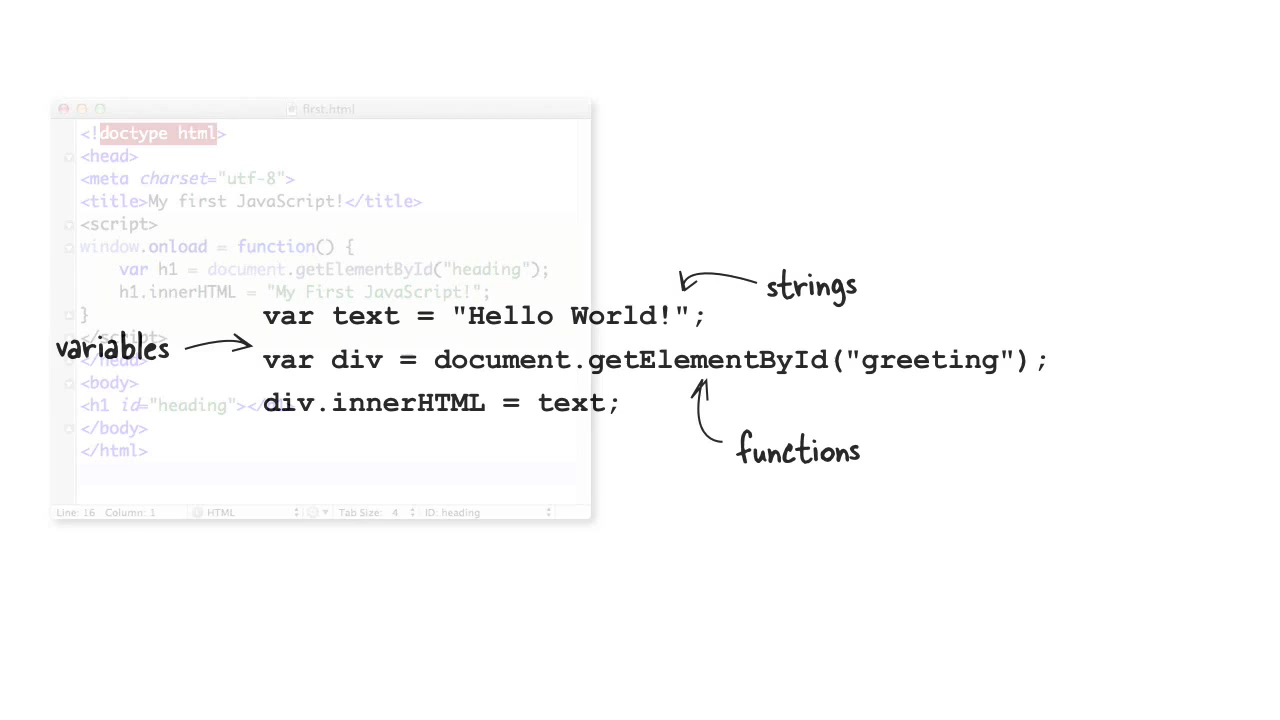 first.html
<!doctype html>
<head>
<meta charset="utf-8">
<title>My first JavaScript!</title>
<script>
window.onload = function() {
var h1 = document.getElementById("heading");
h1.innerHTML = "My First JavaScript!";
}
</script>
</head>
<body>
<h1 id="heading"></
</body>
</html>
Line: 16 Column: 1 HTML Tab Size: 4 ID: heading
strings
var text = "Hello World!";
variables
var div = document.getElementById("greeting");
div.innerHTML = text;
functions